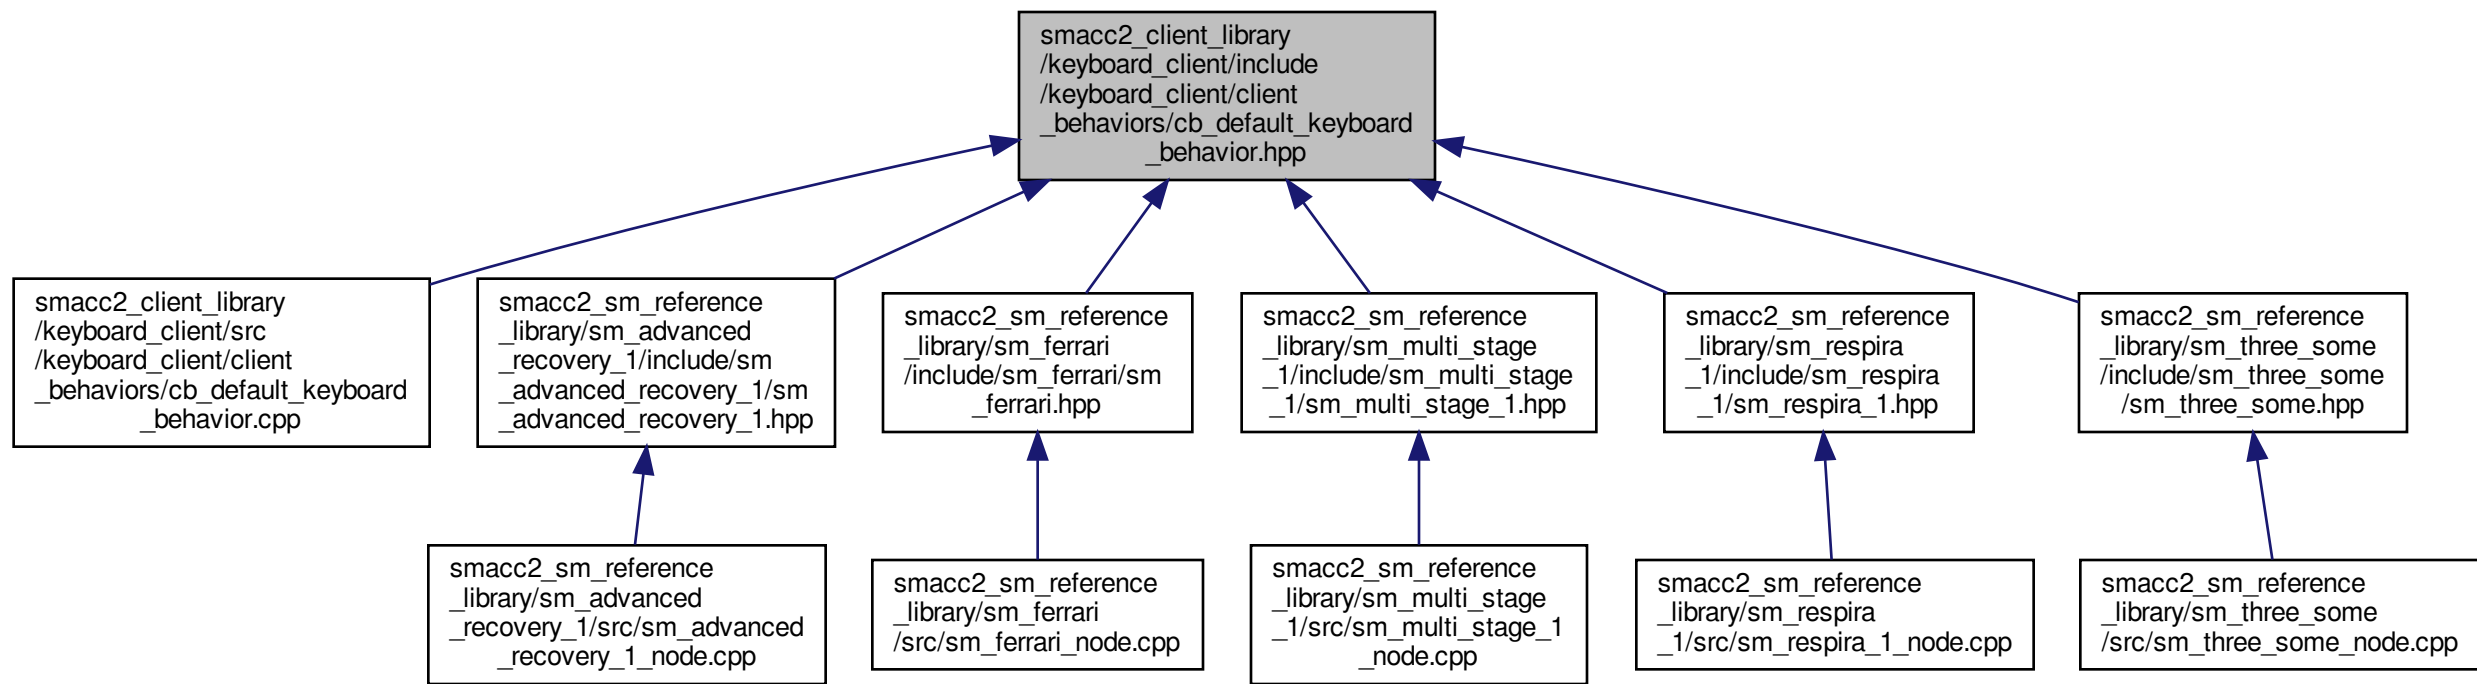 smacc2_client_library
/keyboard_client/include
/keyboard_client/client
_behaviors/cb_default_keyboard
_behavior.hpp
smacc2_client_library
/keyboard_client/src
/keyboard_client/client
_behaviors/cb_default_keyboard
_behavior.cpp
smacc2_sm_reference
_library/sm_advanced
_recovery_1/include/sm
_advanced_recovery_1/sm
_advanced_recovery_1.hpp
smacc2_sm_reference
_library/sm_ferrari
/include/sm_ferrari/sm
_ferrari.hpp
smacc2_sm_reference
_library/sm_multi_stage
_1/include/sm_multi_stage
_1/sm_multi_stage_1.hpp
smacc2_sm_reference
_library/sm_respira
_1/include/sm_respira
_1/sm_respira_1.hpp
smacc2_sm_reference
_library/sm_three_some
/include/sm_three_some
/sm_three_some.hpp
smacc2_sm_reference
_library/sm_advanced
_recovery_1/src/sm_advanced
_recovery_1_node.cpp
smacc2_sm_reference
_library/sm_ferrari
/src/sm_ferrari_node.cpp
smacc2_sm_reference
_library/sm_multi_stage
_1/src/sm_multi_stage_1
_node.cpp
smacc2_sm_reference
_library/sm_respira
_1/src/sm_respira_1_node.cpp
smacc2_sm_reference
_library/sm_three_some
/src/sm_three_some_node.cpp